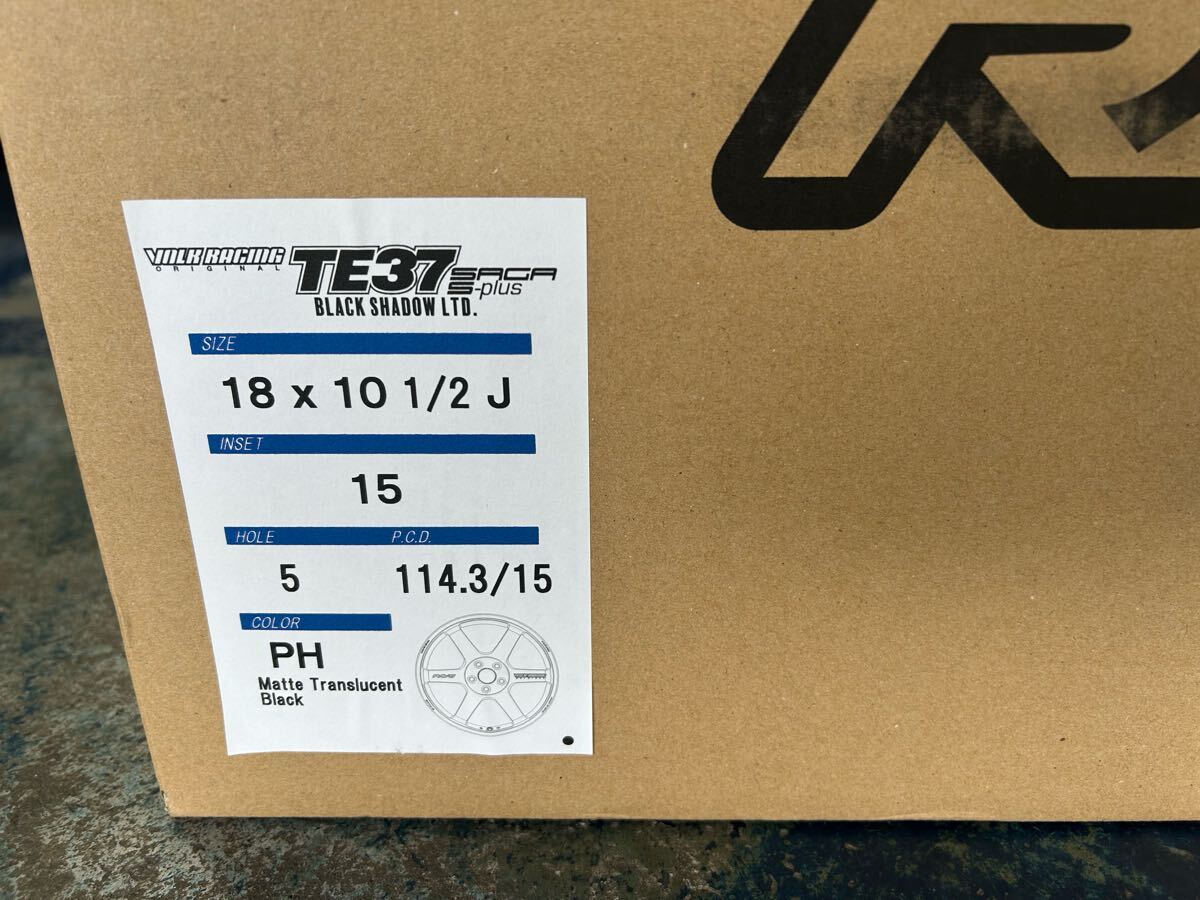 VOLK RACING
ORIGINAL
TE37 SAGA
S-plus
BLACK SHADOW LTD.
SIZE
18 x 10 1/2 J
INSET
15
HOLE P.C.D.
5 114.3/15
COLOR
PH
Matte Translucent
Black
RAYS